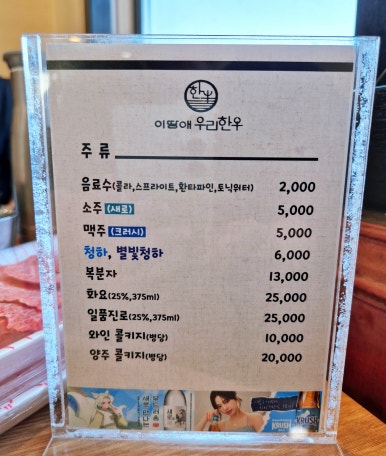 한우
이딸애 우리한우
주 류
음료수(콜라,스프라이트,환타파인,토닉워터) 2,000
소주 (새로) 5,000
맥주 (크러시) 5,000
청하, 별빛청하 6,000
복분자 13,000
화요(25%,375ml) 25,000
일품진로(25%,375ml) 25,000
와인 콜키지(병당) 10,000
양주 콜키지(병당) 20,000
KRUSH
KRUSH